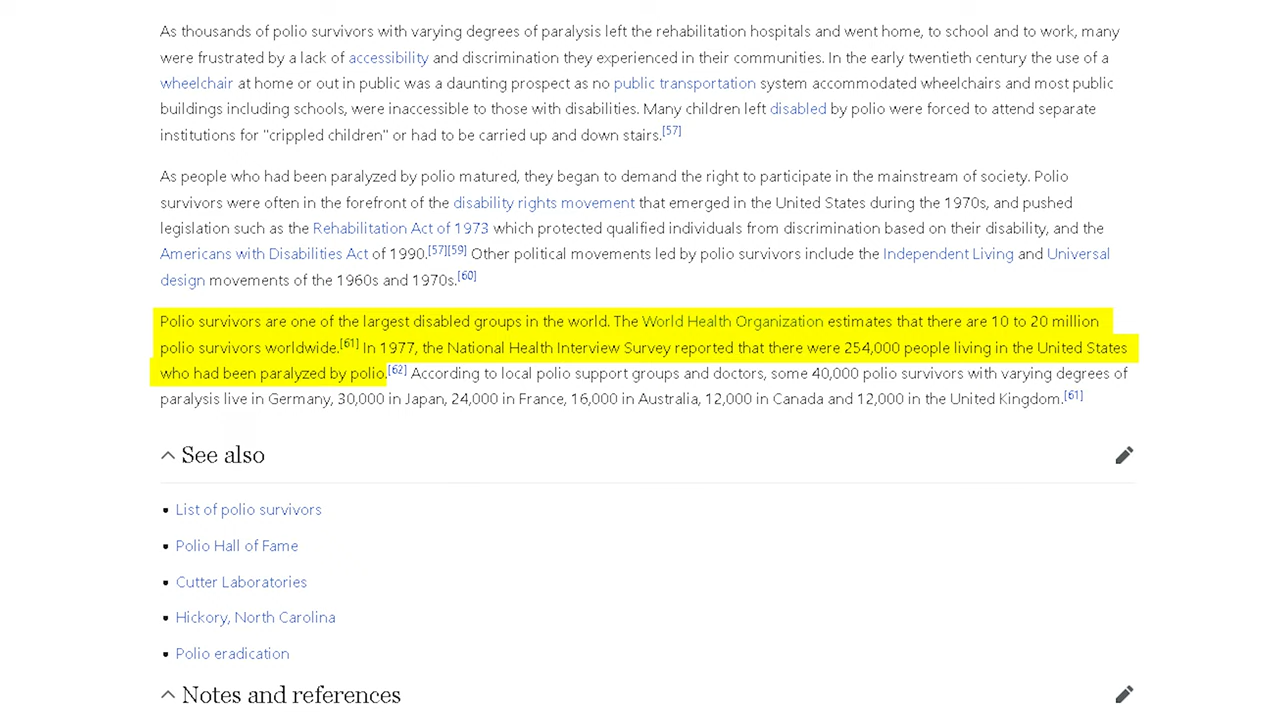 As thousands of polio survivors with varying degrees of paralysis left the rehabilitation hospitals and went home, to school and to work, many
were frustrated by a lack of accessibility and discrimination they experienced in their communities. In the early twentieth century the use of a
wheelchair at home or out in public was a daunting prospect as no public transportation system accommodated wheelchairs and most public
buildings including schools, were inaccessible to those with disabilities. Many children left disabled by polio were forced to attend separate
institutions for "crippled children" or had to be carried up and down stairs.[57]
As people who had been paralyzed by polio matured, they began to demand the right to participate in the mainstream of society. Polio
survivors were often in the forefront of the disability rights movement that emerged in the United States during the 1970s, and pushed
legislation such as the Rehabilitation Act of 1973 which protected qualified individuals from discrimination based on their disability, and the
Americans with Disabilities Act of 1990.[57][59] Other political movements led by polio survivors include the Independent Living and Universal
design movements of the 1960s and 1970s.[60]
Polio survivors are one of the largest disabled groups in the world. The World Health Organization estimates that there are 10 to 20 million
polio survivors worldwide.[61] In 1977, the National Health Interview Survey reported that there were 254,000 people living in the United States
who had been paralyzed by polio.[62] According to local polio support groups and doctors, some 40,000 polio survivors with varying degrees of
paralysis live in Germany, 30,000 in Japan, 24,000 in France, 16,000 in Australia, 12,000 in Canada and 12,000 in the United Kingdom.[61]
See also
List of polio survivors
Polio Hall of Fame
Cutter Laboratories
Hickory, North Carolina
Polio eradication
Notes and references